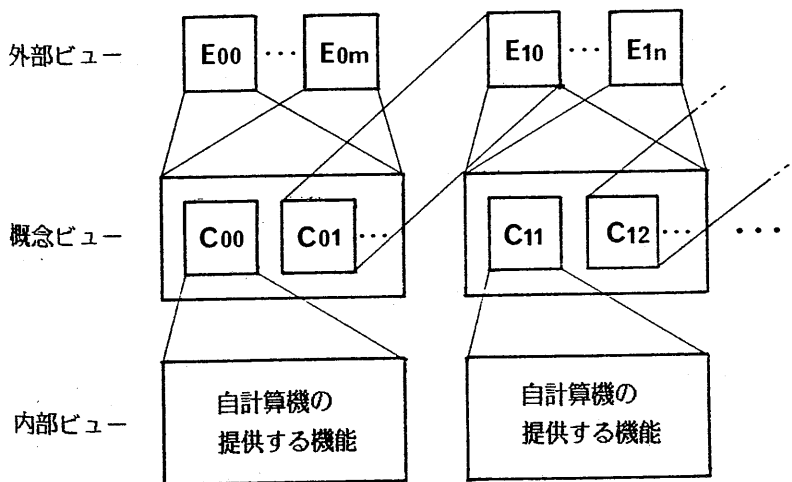 外部ビュー E00 ··· E0m E10 ··· E1n
概念ビュー C00 C01 ··· C11 C12 ··· ···
内部ビュー
自計算機の
提供する機能
自計算機の
提供する機能